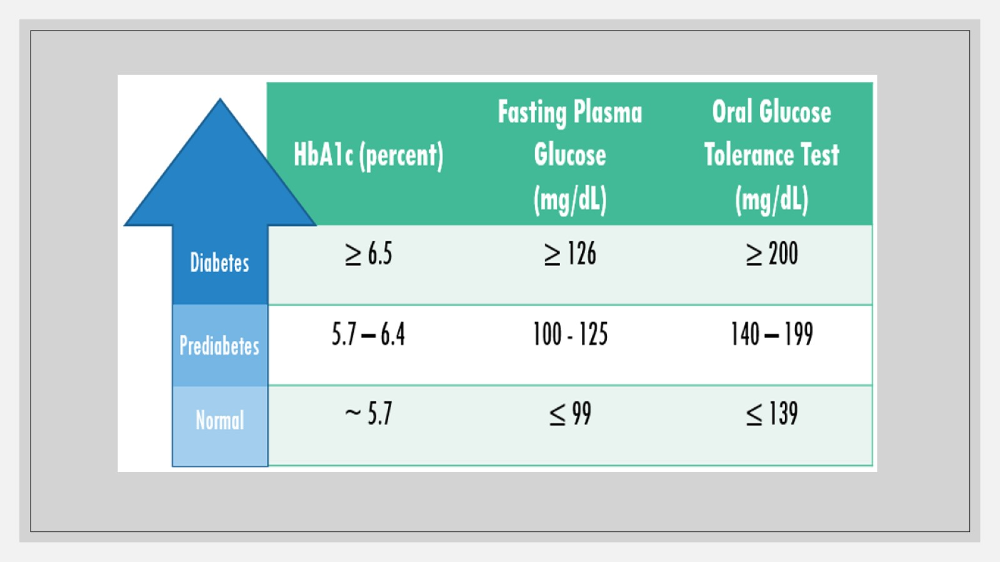 HbA1c (percent)
Fasting Plasma
Glucose
(mg/dL)
Oral Glucose
Tolerance Test
(mg/dL)
Diabetes
≥ 6.5
≥ 126
≥ 200
Prediabetes
5.7 – 6.4
100 - 125
140 – 199
Normal
~ 5.7
≤ 99
≤ 139